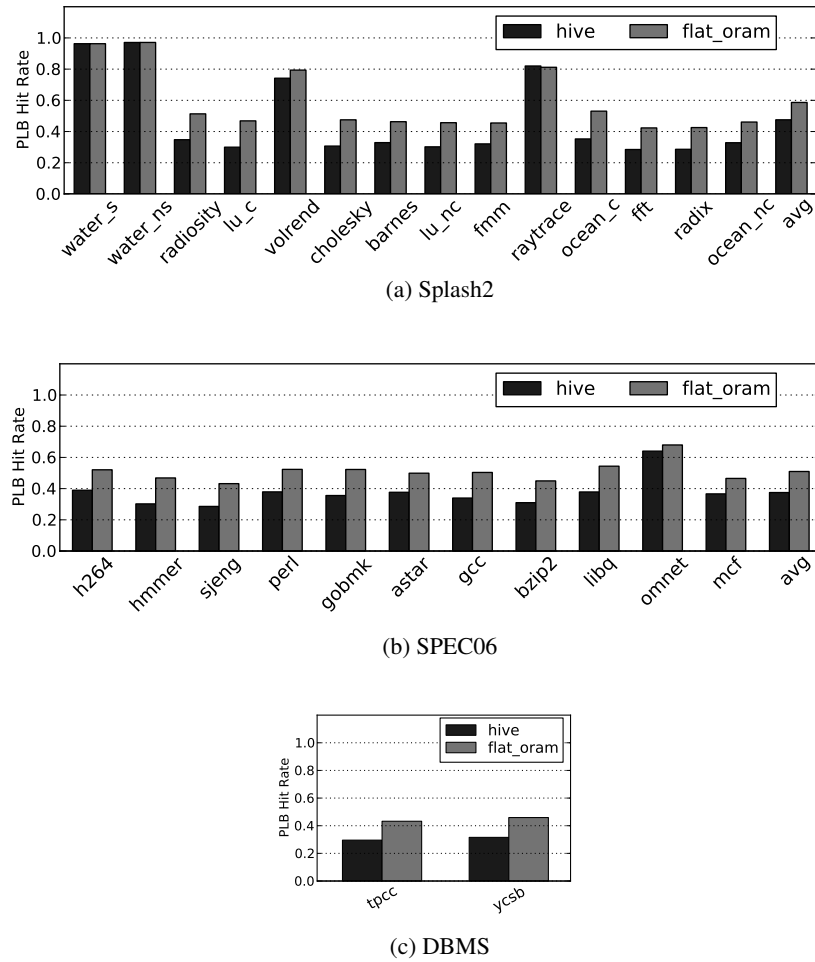 hive flat_oram
PLB Hit Rate
1.0
0.8
0.6
0.4
0.2
0.0
water_s water_ns radiosity lu_c volrend cholesky barnes lu_nc fmm raytrace ocean_c fft radix ocean_nc avg
(a) Splash2
hive flat_oram
PLB Hit Rate
1.0
0.8
0.6
0.4
0.2
0.0
h264 hmmer sjeng perl gobmk astar gcc bzip2 libq omnet mcf avg
(b) SPEC06
hive
flat_oram
PLB Hit Rate
1.0
0.8
0.6
0.4
0.2
0.0
tpcc ycsb
(c) DBMS